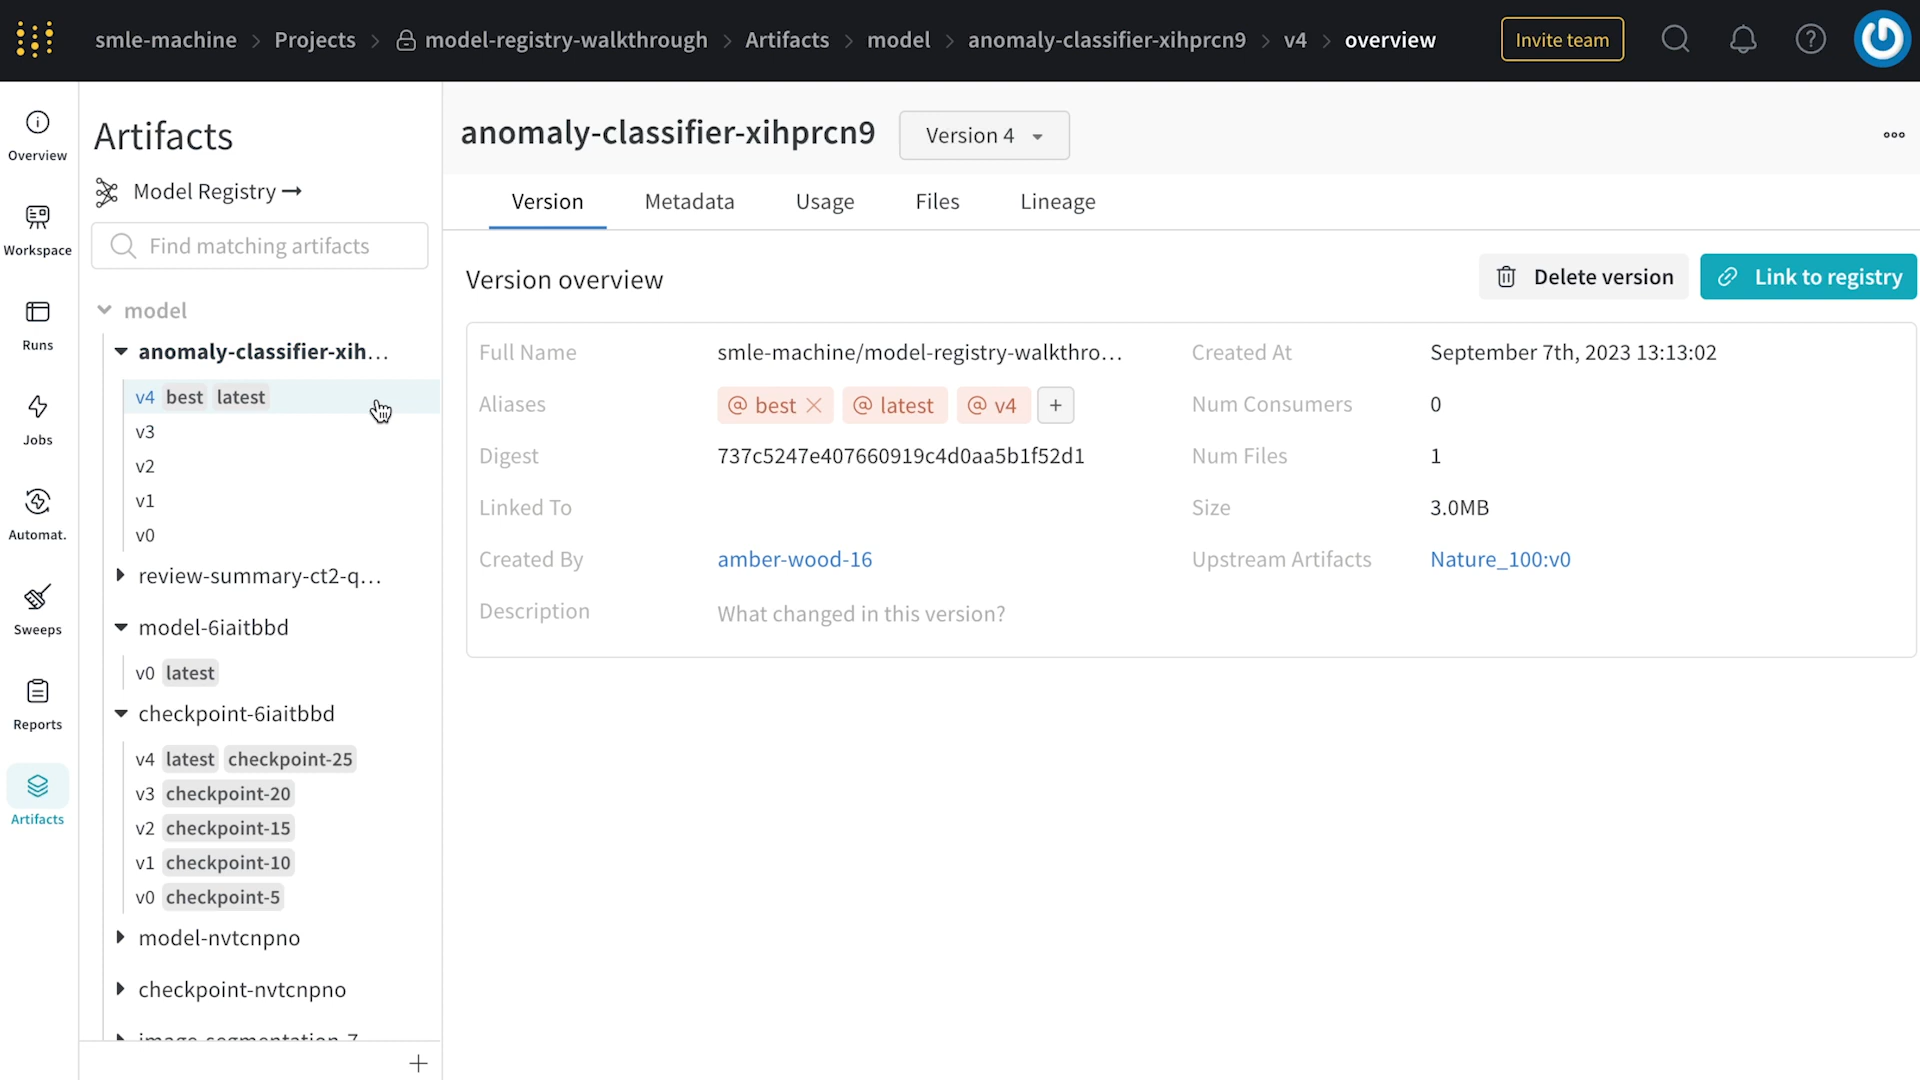 smle-machine > Projects > model-registry-walkthrough > Artifacts > model > anomaly-classifier-xihprcn9 > v4 > overview
Invite team
Overview
Workspace
Runs
Jobs
Automat.
Sweeps
Reports
Artifacts
Artifacts
Model Registry →
Find matching artifacts
model
anomaly-classifier-xih...
v4 best latest
v3
v2
v1
v0
review-summary-ct2-q...
model-6iaitbbd
v0 latest
checkpoint-6iaitbbd
v4 latest checkpoint-25
v3 checkpoint-20
v2 checkpoint-15
v1 checkpoint-10
v0 checkpoint-5
model-nvtcnpno
checkpoint-nvtcnpno
image-segmentation-7
anomaly-classifier-xihprcn9
Version 4
Version Metadata Usage Files Lineage
Version overview
Delete version
Link to registry
Full Name smle-machine/model-registry-walkthro...
Aliases @ best @ latest @ v4 +
Digest 737c5247e407660919c4d0aa5b1f52d1
Linked To
Created By amber-wood-16
Description What changed in this version?
Created At September 7th, 2023 13:13:02
Num Consumers 0
Num Files 1
Size 3.0MB
Upstream Artifacts Nature_100:v0